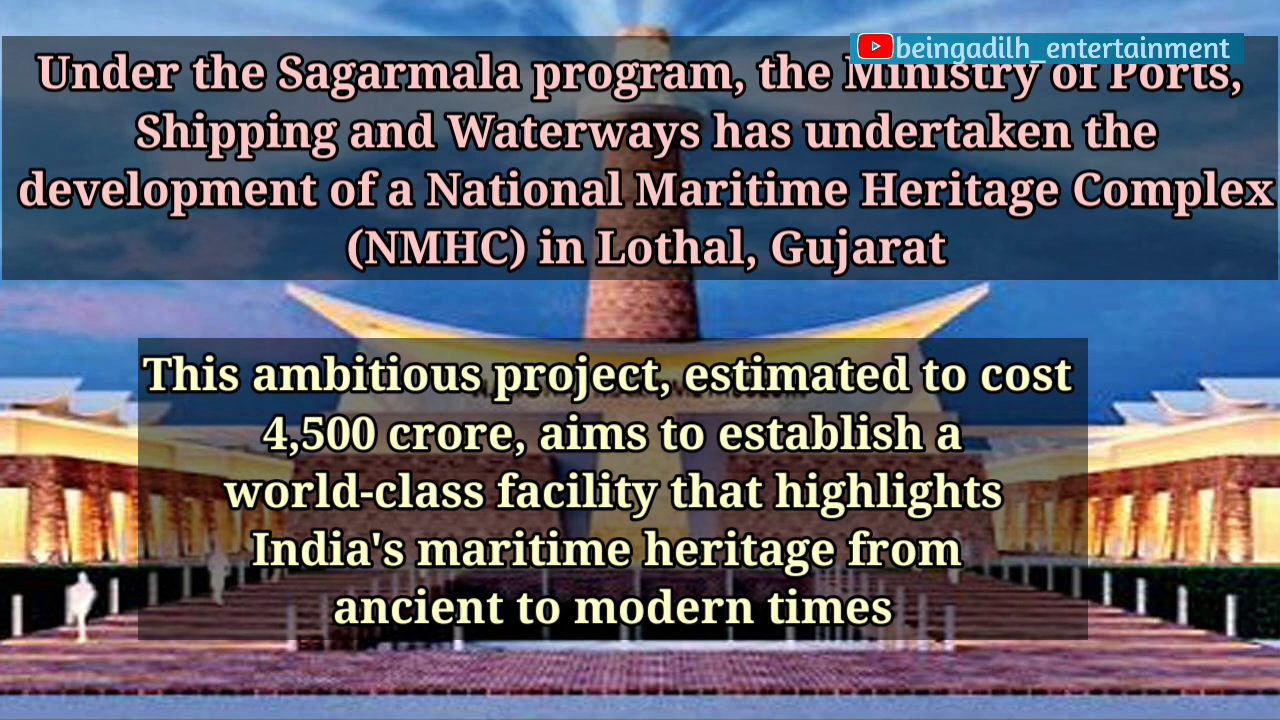 beingadilh_entertainment
Under the Sagarmala program, the Ministry of Ports,
Shipping and Waterways has undertaken the
development of a National Maritime Heritage Complex
(NMHC) in Lothal, Gujarat
This ambitious project, estimated to cost
4,500 crore, aims to establish a
world-class facility that highlights
India's maritime heritage from
ancient to modern times